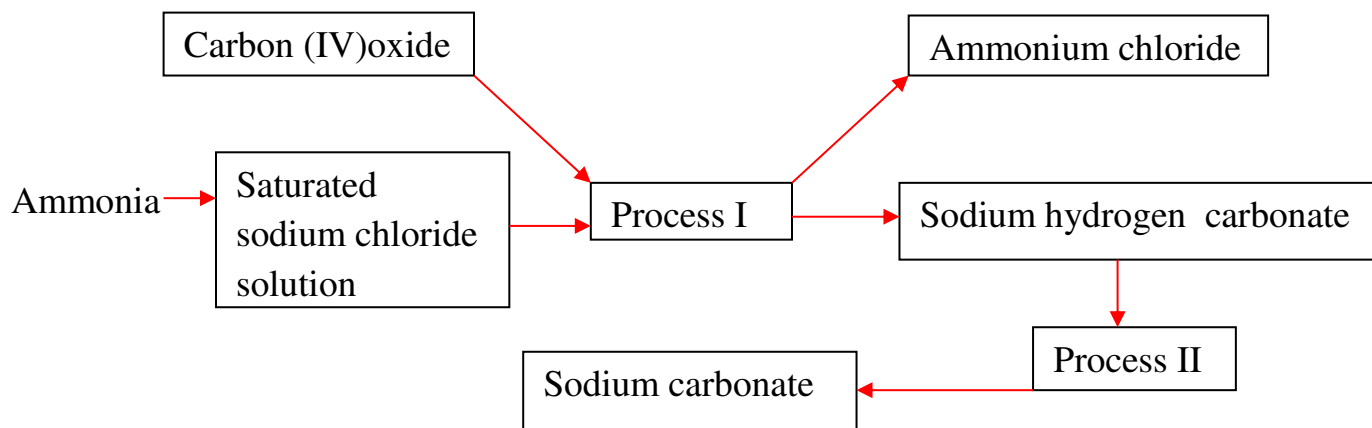 Carbon (IV)oxide
Ammonium chloride
Ammonia
Saturated
sodium chloride
solution
Process I
Sodium hydrogen carbonate
Process II
Sodium carbonate